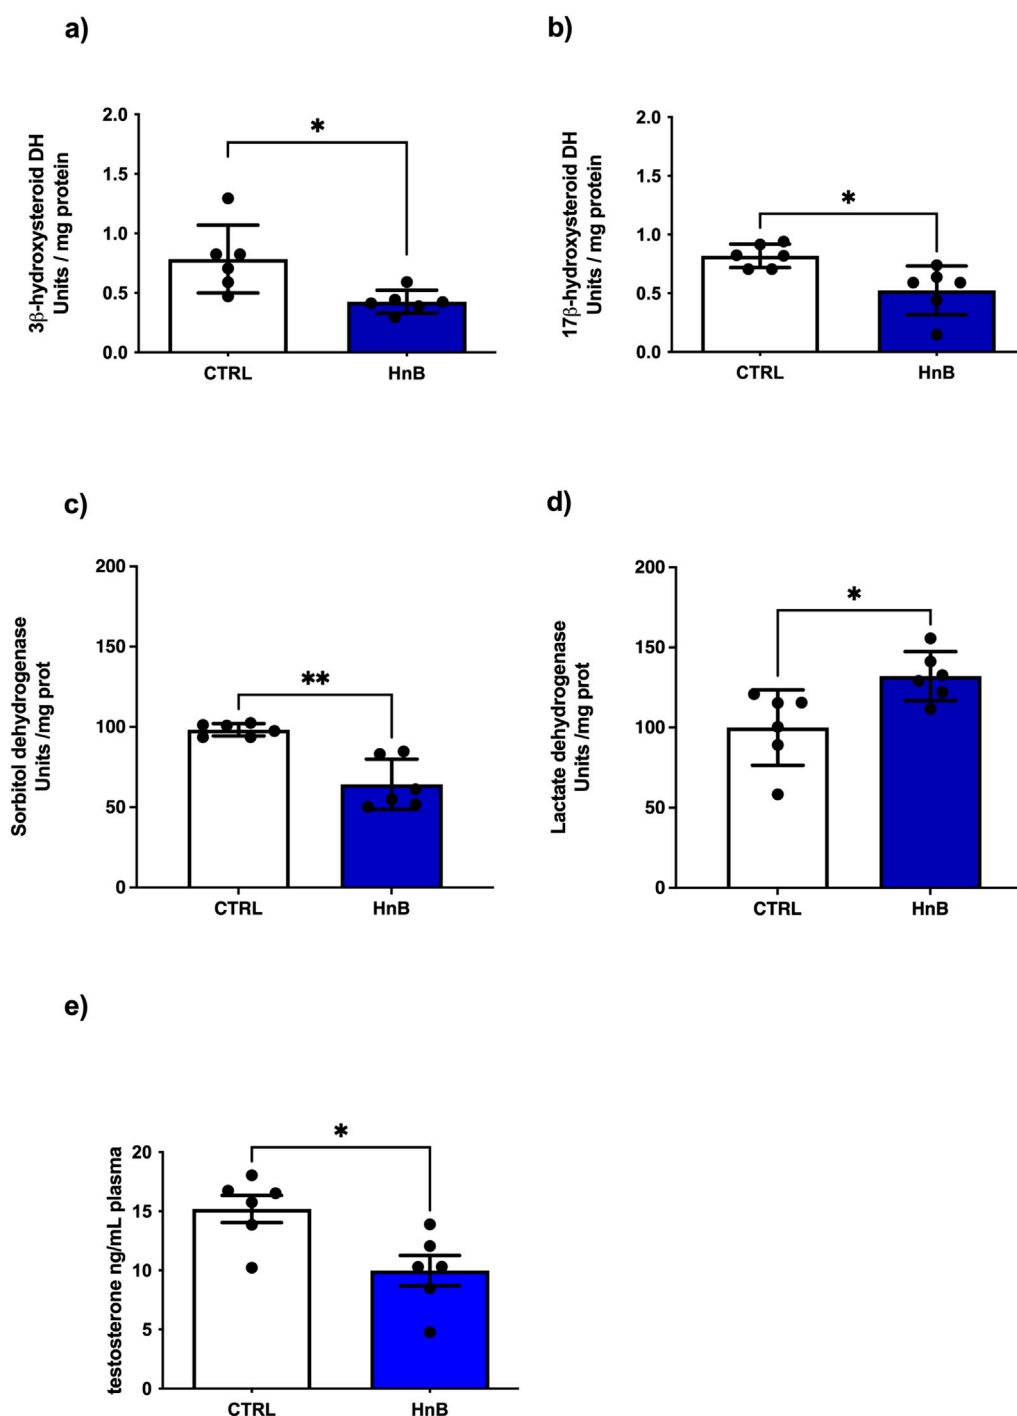 a)
3β-hydroxysteroid DH
Units / mg protein
2.0
1.5
1.0
0.5
0.0
*
CTRL HnB
b)
17β-hydroxysteroid DH
Units / mg protein
2.0
1.5
1.0
0.5
0.0
*
CTRL HnB
c)
Sorbitol dehydrogenase
Units /mg prot
200
150
100
50
0
**
CTRL HnB
d)
Lactate dehydrogenase
Units /mg prot
200
150
100
50
0
*
CTRL HnB
e)
testosterone ng/mL plasma
20
15
10
5
0
*
CTRL HnB